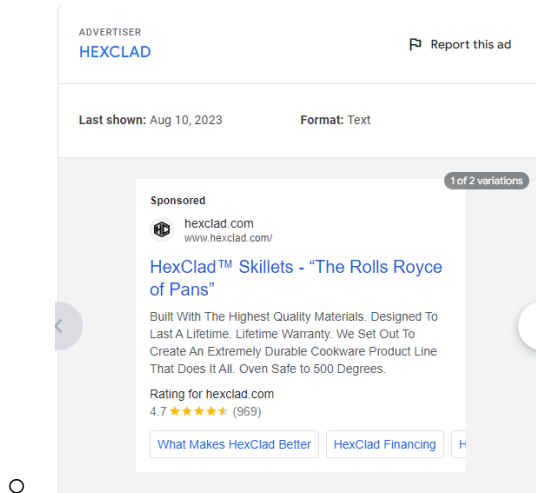 ADVERTISER
HEXCLAD
Report this ad
Last shown: Aug 10, 2023
Format: Text
1 of 2 variations
Sponsored
HC
hexclad.com
www.hexclad.com/
HexClad™ Skillets - “The Rolls Royce
of Pans”
Built With The Highest Quality Materials. Designed To
Last A Lifetime. Lifetime Warranty. We Set Out To
Create An Extremely Durable Cookware Product Line
That Does It All. Oven Safe to 500 Degrees.
Rating for hexclad.com
4.7 ★★★★★ (969)
What Makes HexClad Better
HexClad Financing
H